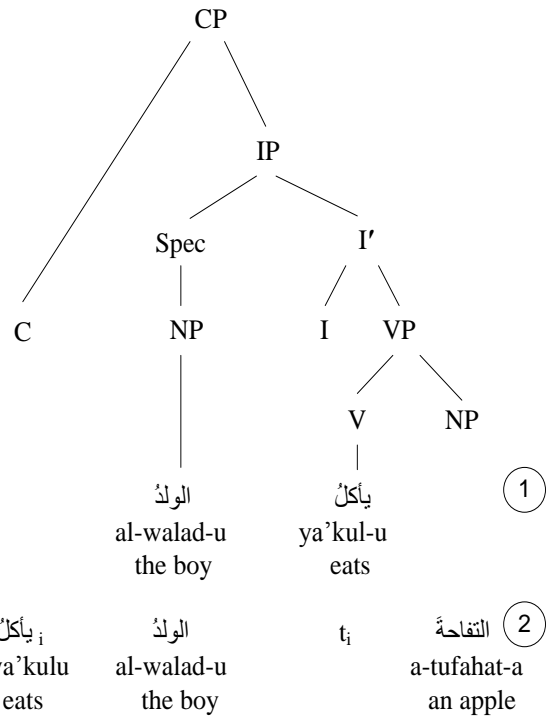 CP
IP
Spec I′
C NP I VP
V NP
الولدُ يأكلُ 1
al-walad-u ya’kul-u
the boy eats
i يأكلُ الولدُ ti التفاحةَ 2
ya’kulu al-walad-u a-tufahat-a
eats the boy an apple